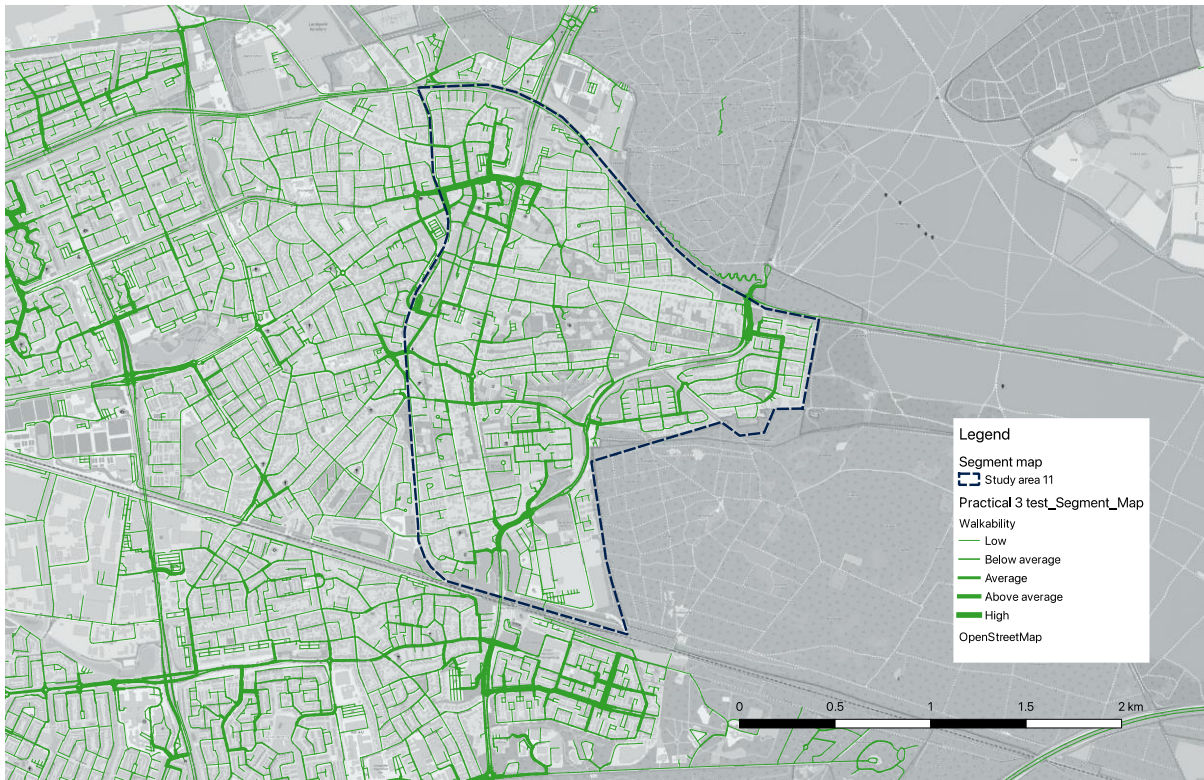 Legend
Segment map
Study area 11
Practical 3 test_Segment_Map
Walkability
Low
Below average
Average
Above average
High
OpenStreetMap
0 0.5 1 1.5 2 km